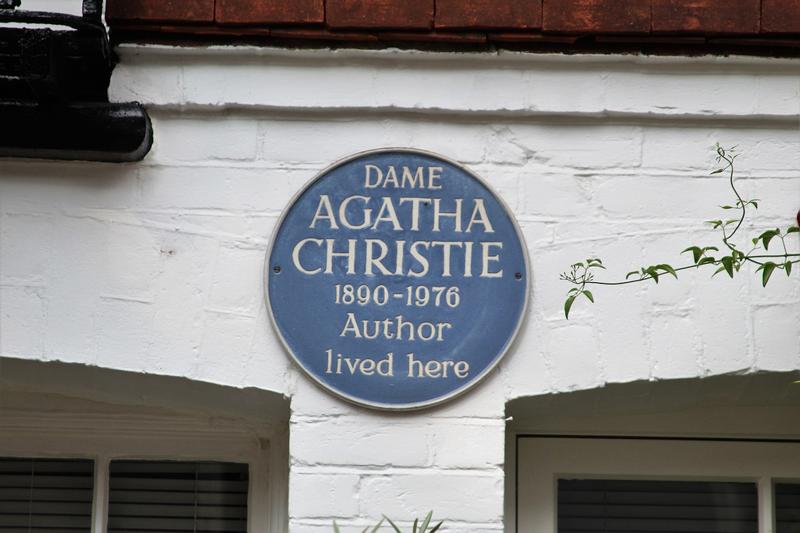 DAME
AGATHA
CHRISTIE
1890-1976
Author
lived here